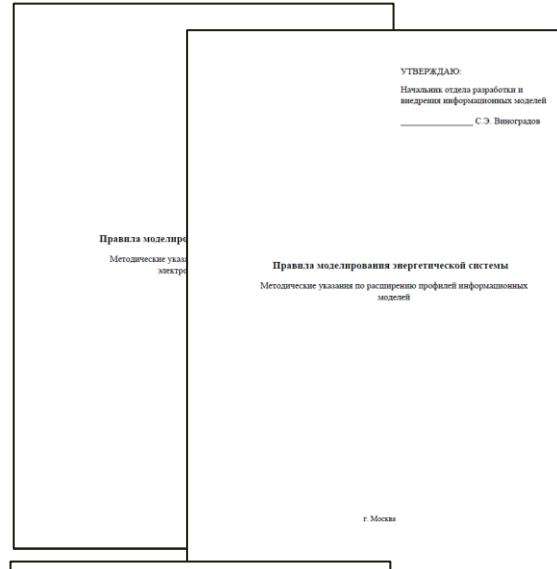 Правила моделиро
Методические указа
электро
УТВЕРЖДАЮ:
Начальник отдела разработки и
внедрения информационных моделей
__________________ С.Э. Виноградов
Правила моделирования энергетической системы
Методические указания по расширению профилей информационных
моделей
г. Москва